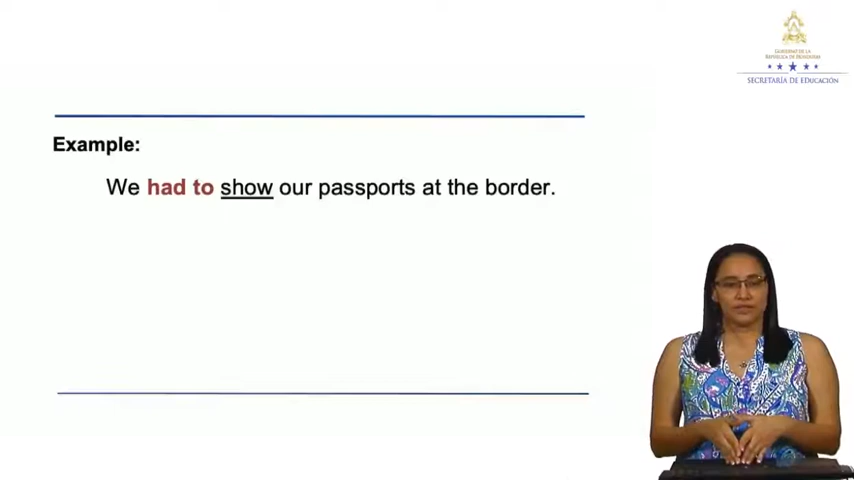 GOBIERNO DE LA
REPÚBLICA DE HONDURAS
SECRETARÍA DE EDUCACIÓN
Example:
We had to show our passports at the border.